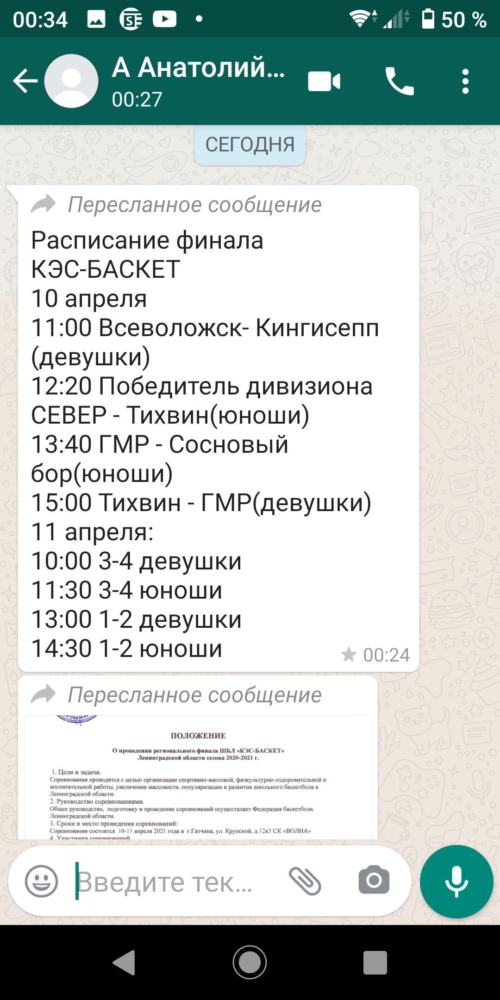 00:34
50 %
А Анатолий...
00:27
СЕГОДНЯ
Пересланное сообщение
Расписание финала
КЭС-БАСКЕТ
10 апреля
11:00 Всеволожск- Кингисепп
(девушки)
12:20 Победитель дивизиона
СЕВЕР - Тихвин(юноши)
13:40 ГМР - Сосновый
бор(юноши)
15:00 Тихвин - ГМР(девушки)
11 апреля:
10:00 3-4 девушки
11:30 3-4 юноши
13:00 1-2 девушки
14:30 1-2 юноши
00:24
Пересланное сообщение
ПОЛОЖЕНИЕ
О проведении регионального финала ШБЛ «КЭС-БАСКЕТ»
Ленинградской области сезона 2020-2021 г.
1. Цели и задачи.
Соревнования проводятся с целью организации спортивно-массовой, физкультурно-оздоровительной и
воспитательной работы, увеличения массовости, популяризации и развития школьного баскетбола в
Ленинградской области.
2. Руководство соревнованиями.
Общее руководство, подготовку и проведение соревнований осуществляет Федерация баскетбола
Ленинградской области.
3. Сроки и место проведения соревнований:
Соревнования состоятся 10-11 апреля 2021 года в г.Гатчина, ул. Крупской, д.12к3 СК «ВОЛНА»
4. Участники соревнований
Введите тек...